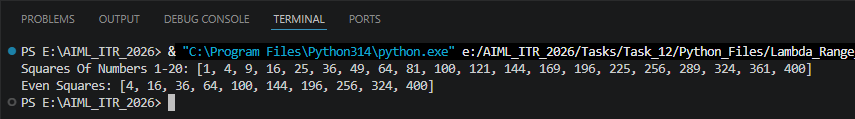 PROBLEMS OUTPUT DEBUG CONSOLE TERMINAL PORTS
PS E:\AIML_ITR_2026> & "C:\Program Files\Python314\python.exe" e:/AIML_ITR_2026/Tasks/Task_12/Python_Files/Lambda_Range_
Squares Of Numbers 1-20: [1, 4, 9, 16, 25, 36, 49, 64, 81, 100, 121, 144, 169, 196, 225, 256, 289, 324, 361, 400]
Even Squares: [4, 16, 36, 64, 100, 144, 196, 256, 324, 400]
PS E:\AIML_ITR_2026>